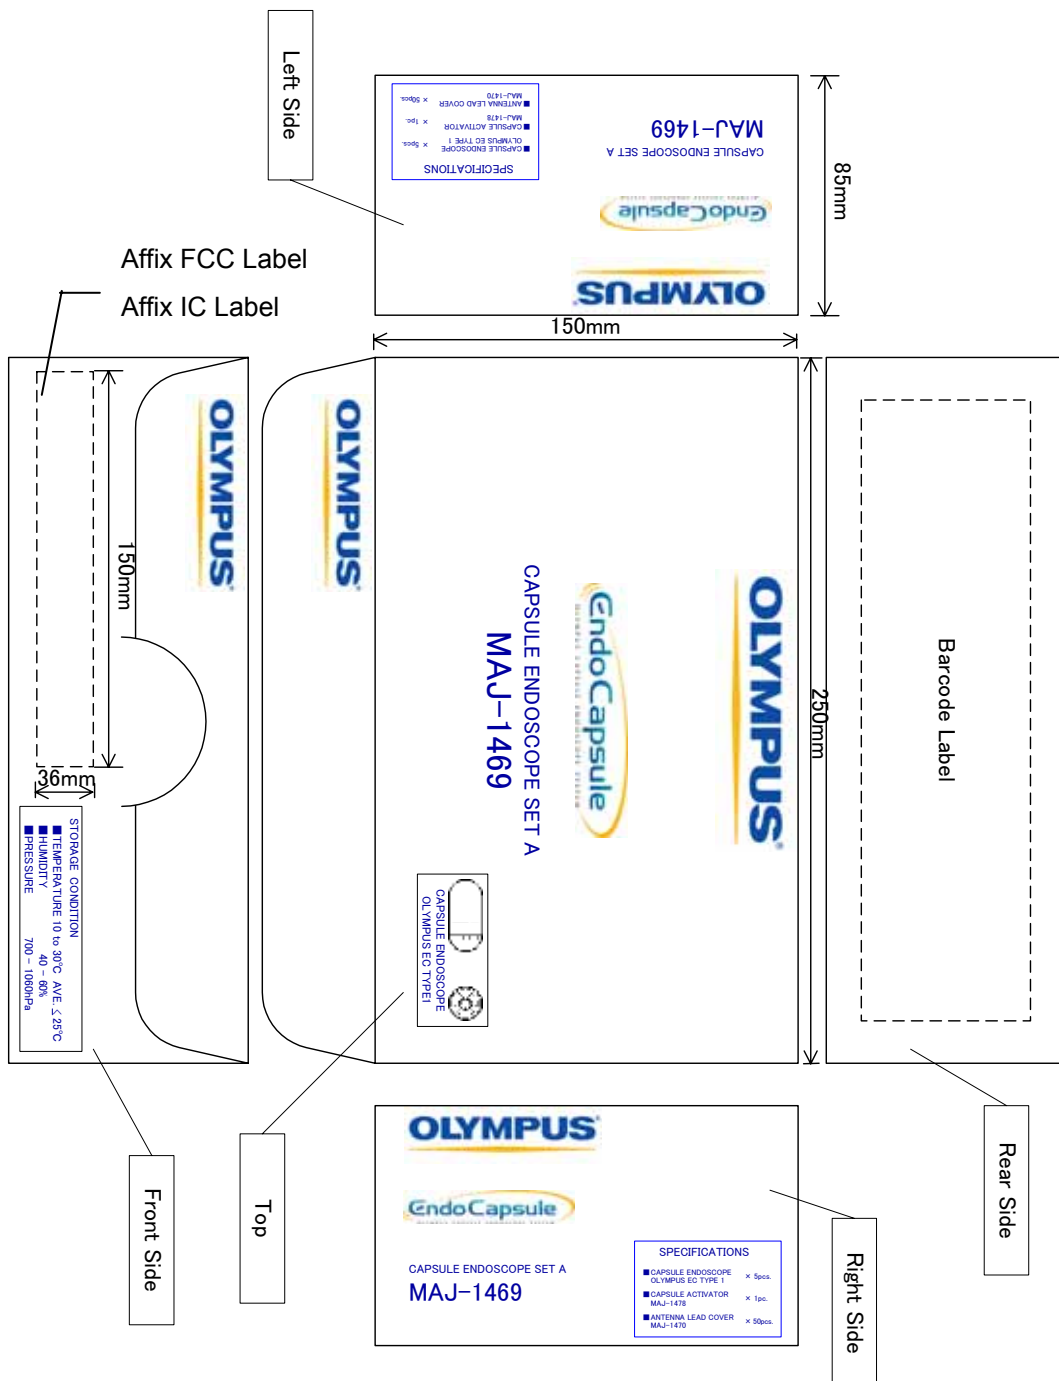 Left Side
SPECIFICATIONS
■CAPSULE ENDOSCOPE
OLYMPUS EC TYPE 1 × 5pcs.
■CAPSULE ACTIVATOR
MAJ-1478 × 1pc.
■ANTENNA LEAD COVER
MAJ-1470 × 50pcs.
OLYMPUS
EndoCapsule
CAPSULE ENDOSCOPE SET A
MAJ-1469
85mm
Affix FCC Label
Affix IC Label
150mm
OLYMPUS
150mm
36mm
STORAGE CONDITION
■TEMPERATURE 10 to 30℃ AVE. ≦ 25℃
■HUMIDITY 40 - 60%
■PRESSURE 700 - 1060hPa
Front Side
OLYMPUS
OLYMPUS
EndoCapsule
CAPSULE ENDOSCOPE SET A
MAJ-1469
CAPSULE ENDOSCOPE
OLYMPUS EC TYPE1
250mm
Top
Barcode Label
Rear Side
OLYMPUS
EndoCapsule
CAPSULE ENDOSCOPE SET A
MAJ-1469
SPECIFICATIONS
■CAPSULE ENDOSCOPE
OLYMPUS EC TYPE 1 × 5pcs.
■CAPSULE ACTIVATOR
MAJ-1478 × 1pc.
■ANTENNA LEAD COVER
MAJ-1470 × 50pcs.
Right Side